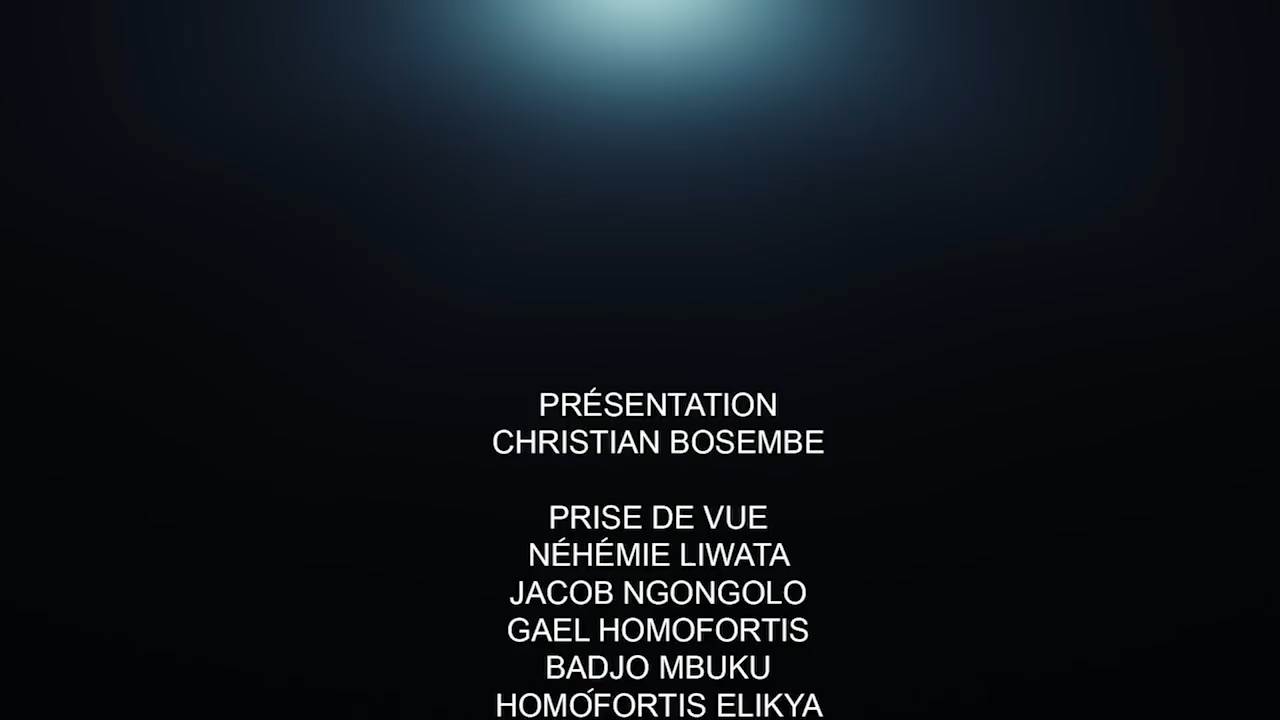 PRÉSENTATION
CHRISTIAN BOSEMBE
PRISE DE VUE
NÉHÉMIE LIWATA
JACOB NGONGOLO
GAEL HOMOFORTIS
BADJO MBUKU
HOMÓFORTIS ELIKYA